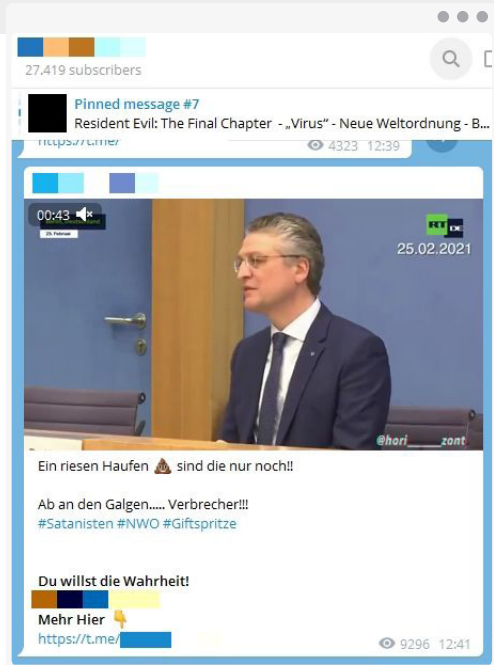 27.419 subscribers
Pinned message #7
Resident Evil: The Final Chapter - „Virus“ - Neue Weltordnung - B...
https://t.me/
4323 12:39
00:43
25. Februar
RT DE
25.02.2021
@hori____zont
Ein riesen Haufen 💩 sind die nur noch!!
Ab an den Galgen..... Verbrecher!!!
#Satanisten #NWO #Giftspritze
Du willst die Wahrheit!
Mehr Hier 👇
https://t.me/
9296 12:41